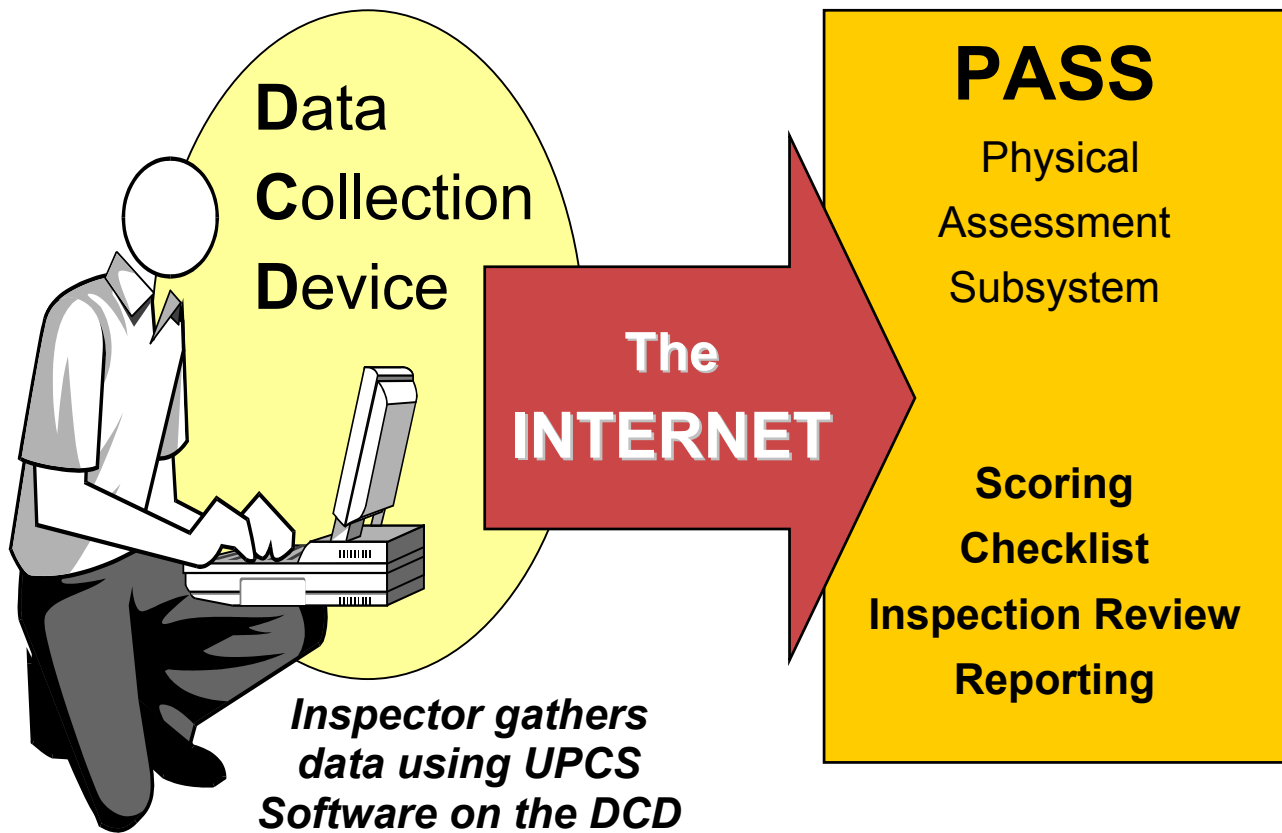 Data
Collection
Device
The
INTERNET
PASS
Physical
Assessment
Subsystem
Scoring
Checklist
Inspection Review
Reporting
Inspector gathers
data using UPCS
Software on the DCD